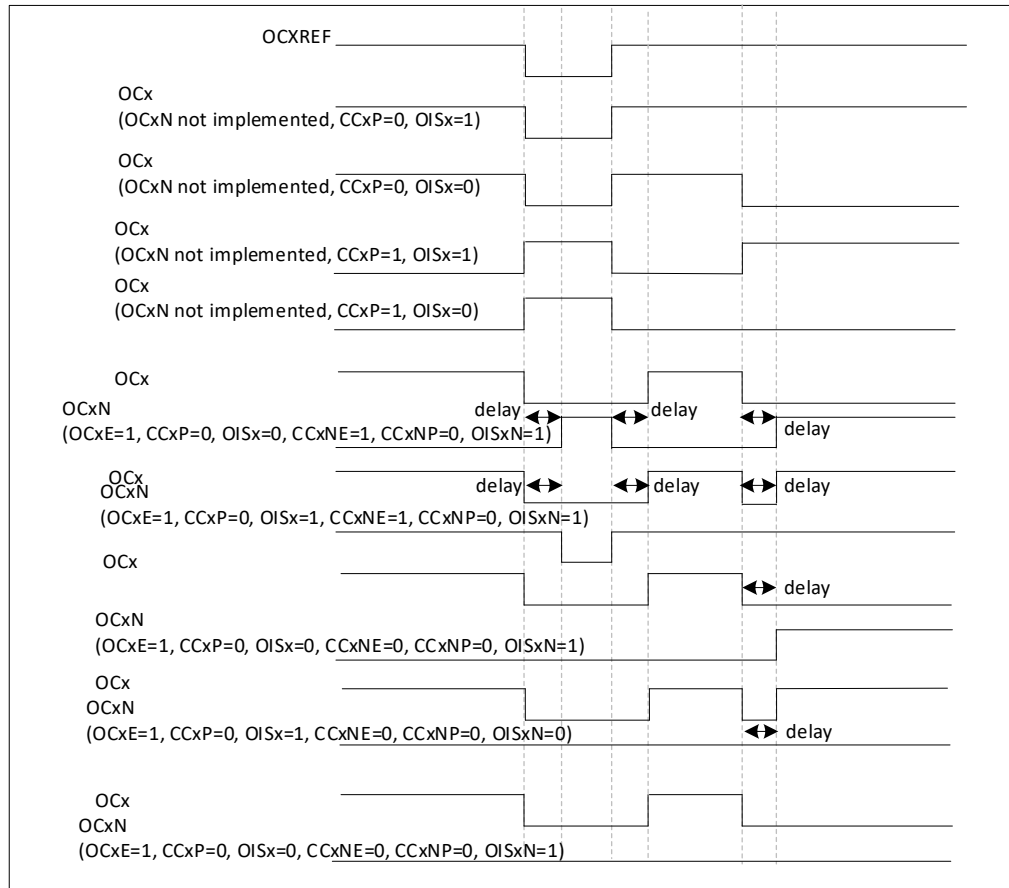 OCXREF
OCx
(OCxN not implemented, CCxP=0, OISx=1)
OCx
(OCxN not implemented, CCxP=0, OISx=0)
OCx
(OCxN not implemented, CCxP=1, OISx=1)
OCx
(OCxN not implemented, CCxP=1, OISx=0)
OCx
OCxN delay delay
(OCxE=1, CCxP=0, OISx=0, CCxNE=1, CCxNP=0, OISxN=1) delay
OCx delay delay delay
OCxN
(OCxE=1, CCxP=0, OISx=1, CCxNE=1, CCxNP=0, OISxN=1)
OCx
delay
OCxN
(OCxE=1, CCxP=0, OISx=0, CCxNE=0, CCxNP=0, OISxN=1)
OCx
OCxN
(OCxE=1, CCxP=0, OISx=1, CCxNE=0, CCxNP=0, OISxN=0) delay
OCx
OCxN
(OCxE=1, CCxP=0, OISx=0, CCxNE=0, CCxNP=0, OISxN=1)